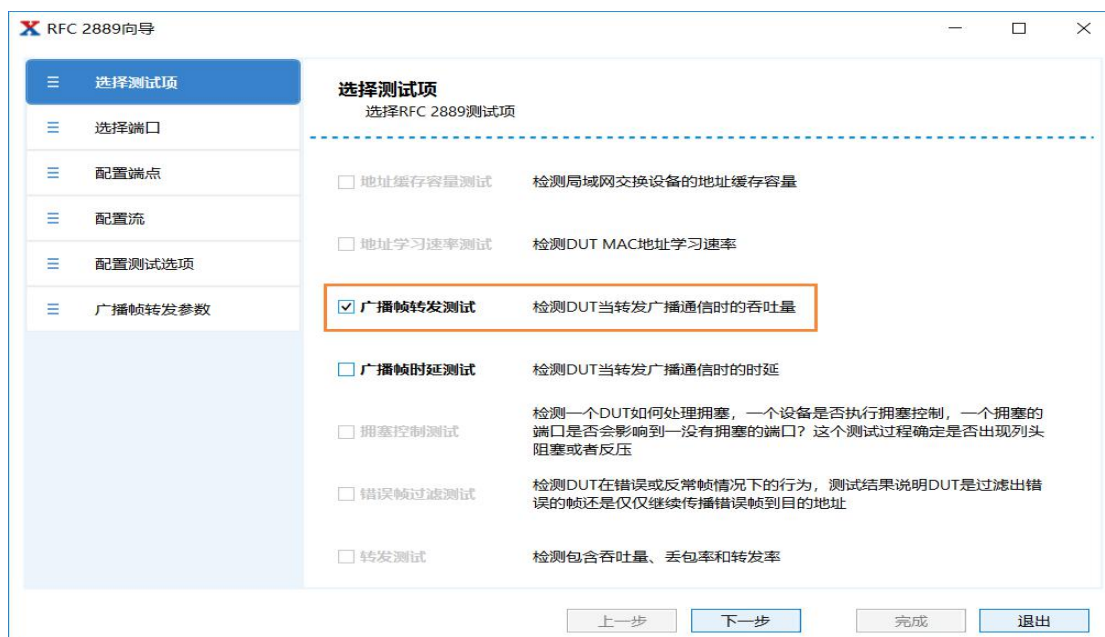 RFC 2889向导
选择测试项
选择端口
配置端点
配置流
配置测试选项
广播帧转发参数
选择测试项
选择RFC 2889测试项
地址缓存容量测试 检测局域网交换设备的地址缓存容量
地址学习速率测试 检测DUT MAC地址学习速率
广播帧转发测试 检测DUT当转发广播通信时的吞吐量
广播帧时延测试 检测DUT当转发广播通信时的时延
拥塞控制测试
检测一个DUT如何处理拥塞，一个设备是否执行拥塞控制，一个拥塞的
端口是否会影响到一没有拥塞的端口？这个测试过程确定是否出现列头
阻塞或者反压
错误帧过滤测试
检测DUT在错误或反常帧情况下的行为，测试结果说明DUT是过滤出错
误的帧还是仅仅继续传播错误帧到目的地址
转发测试 检测包含吞吐量、丢包率和转发率
上一步 下一步 完成 退出